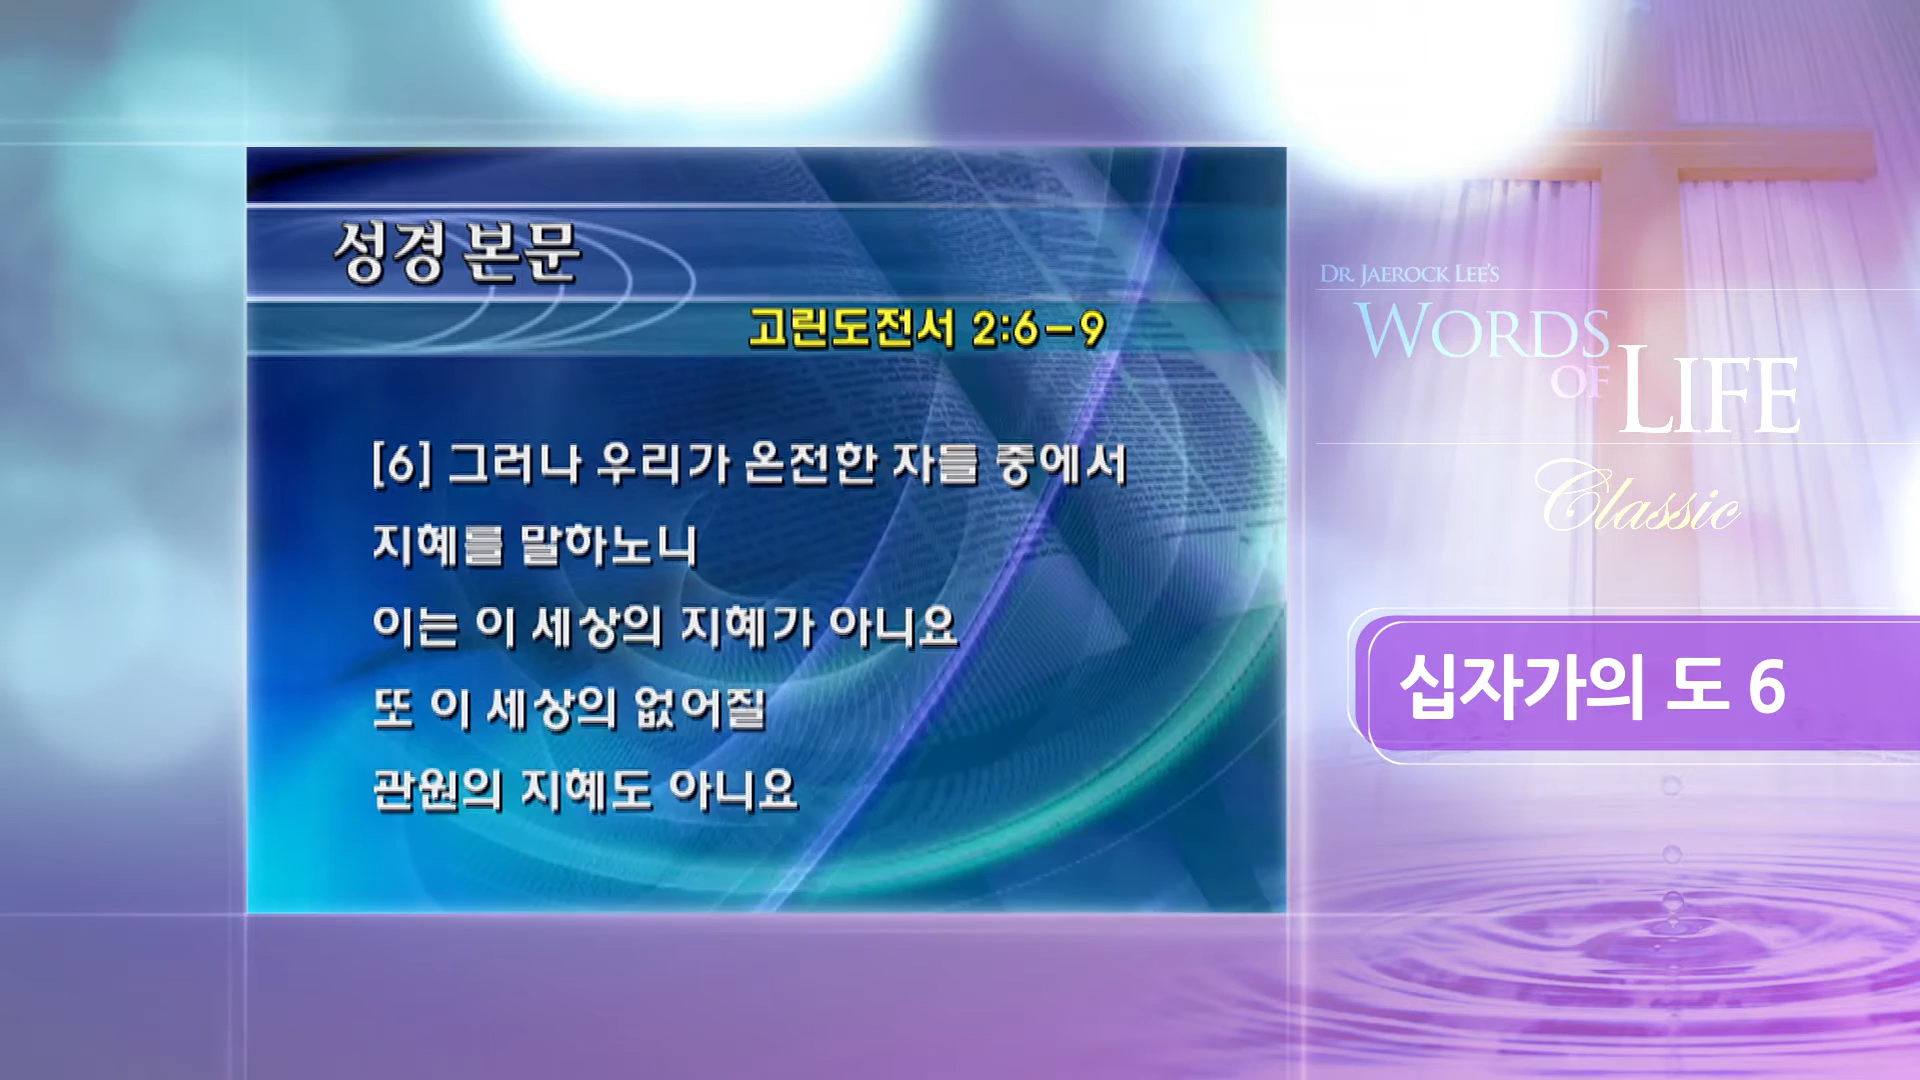 성경 본문
고린도전서 2:6-9
[6] 그러나 우리가 온전한 자들 중에서
지혜를 말하노니
이는 이 세상의 지혜가 아니요
또 이 세상의 없어질
관원의 지혜도 아니요
DR. JAEROCK LEE'S
WORDS
OF LIFE
Classic
십자가의 도 6